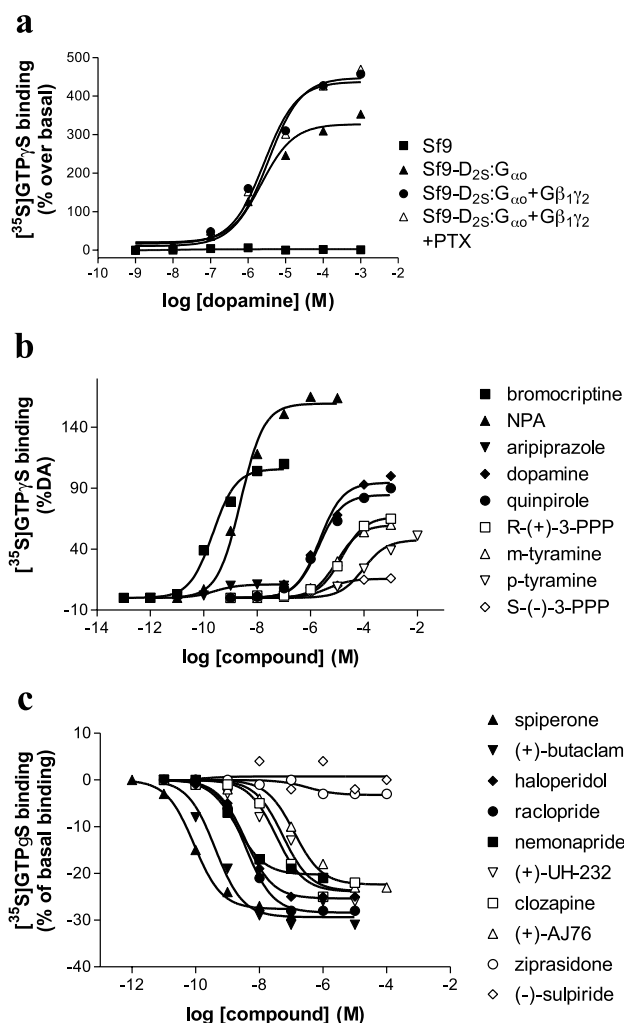 a
[³⁵S]GTPγS binding
(% over basal)
500
400
300
200
100
0
-10 -9 -8 -7 -6 -5 -4 -3 -2
log [dopamine] (M)
Sf9
Sf9-D₂S:Gαo
Sf9-D₂S:Gαo+Gβ₁γ₂
Sf9-D₂S:Gαo+Gβ₁γ₂
+PTX
b
[³⁵S]GTPγS binding
(%DA)
140
90
40
-10
-14 -12 -10 -8 -6 -4 -2
log [compound] (M)
bromocriptine
NPA
aripiprazole
dopamine
quinpirole
R-(+)-3-PPP
m-tyramine
p-tyramine
S-(-)-3-PPP
c
[³⁵S]GTPgS binding
(% of basal binding)
10
0
-10
-20
-30
-40
-12 -10 -8 -6 -4 -2
log [compound] (M)
spiperone
(+)-butaclam
haloperidol
raclopride
nemonapride
(+)-UH-232
clozapine
(+)-AJ76
ziprasidone
(-)-sulpiride